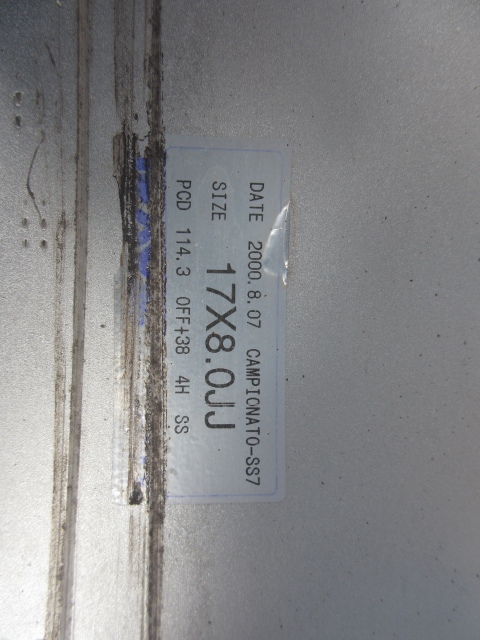 DATE 2000.8.07 CAMPIONATO-SS7
SIZE 17X8.0JJ
PCD 114.3 OFF+38 4H SS